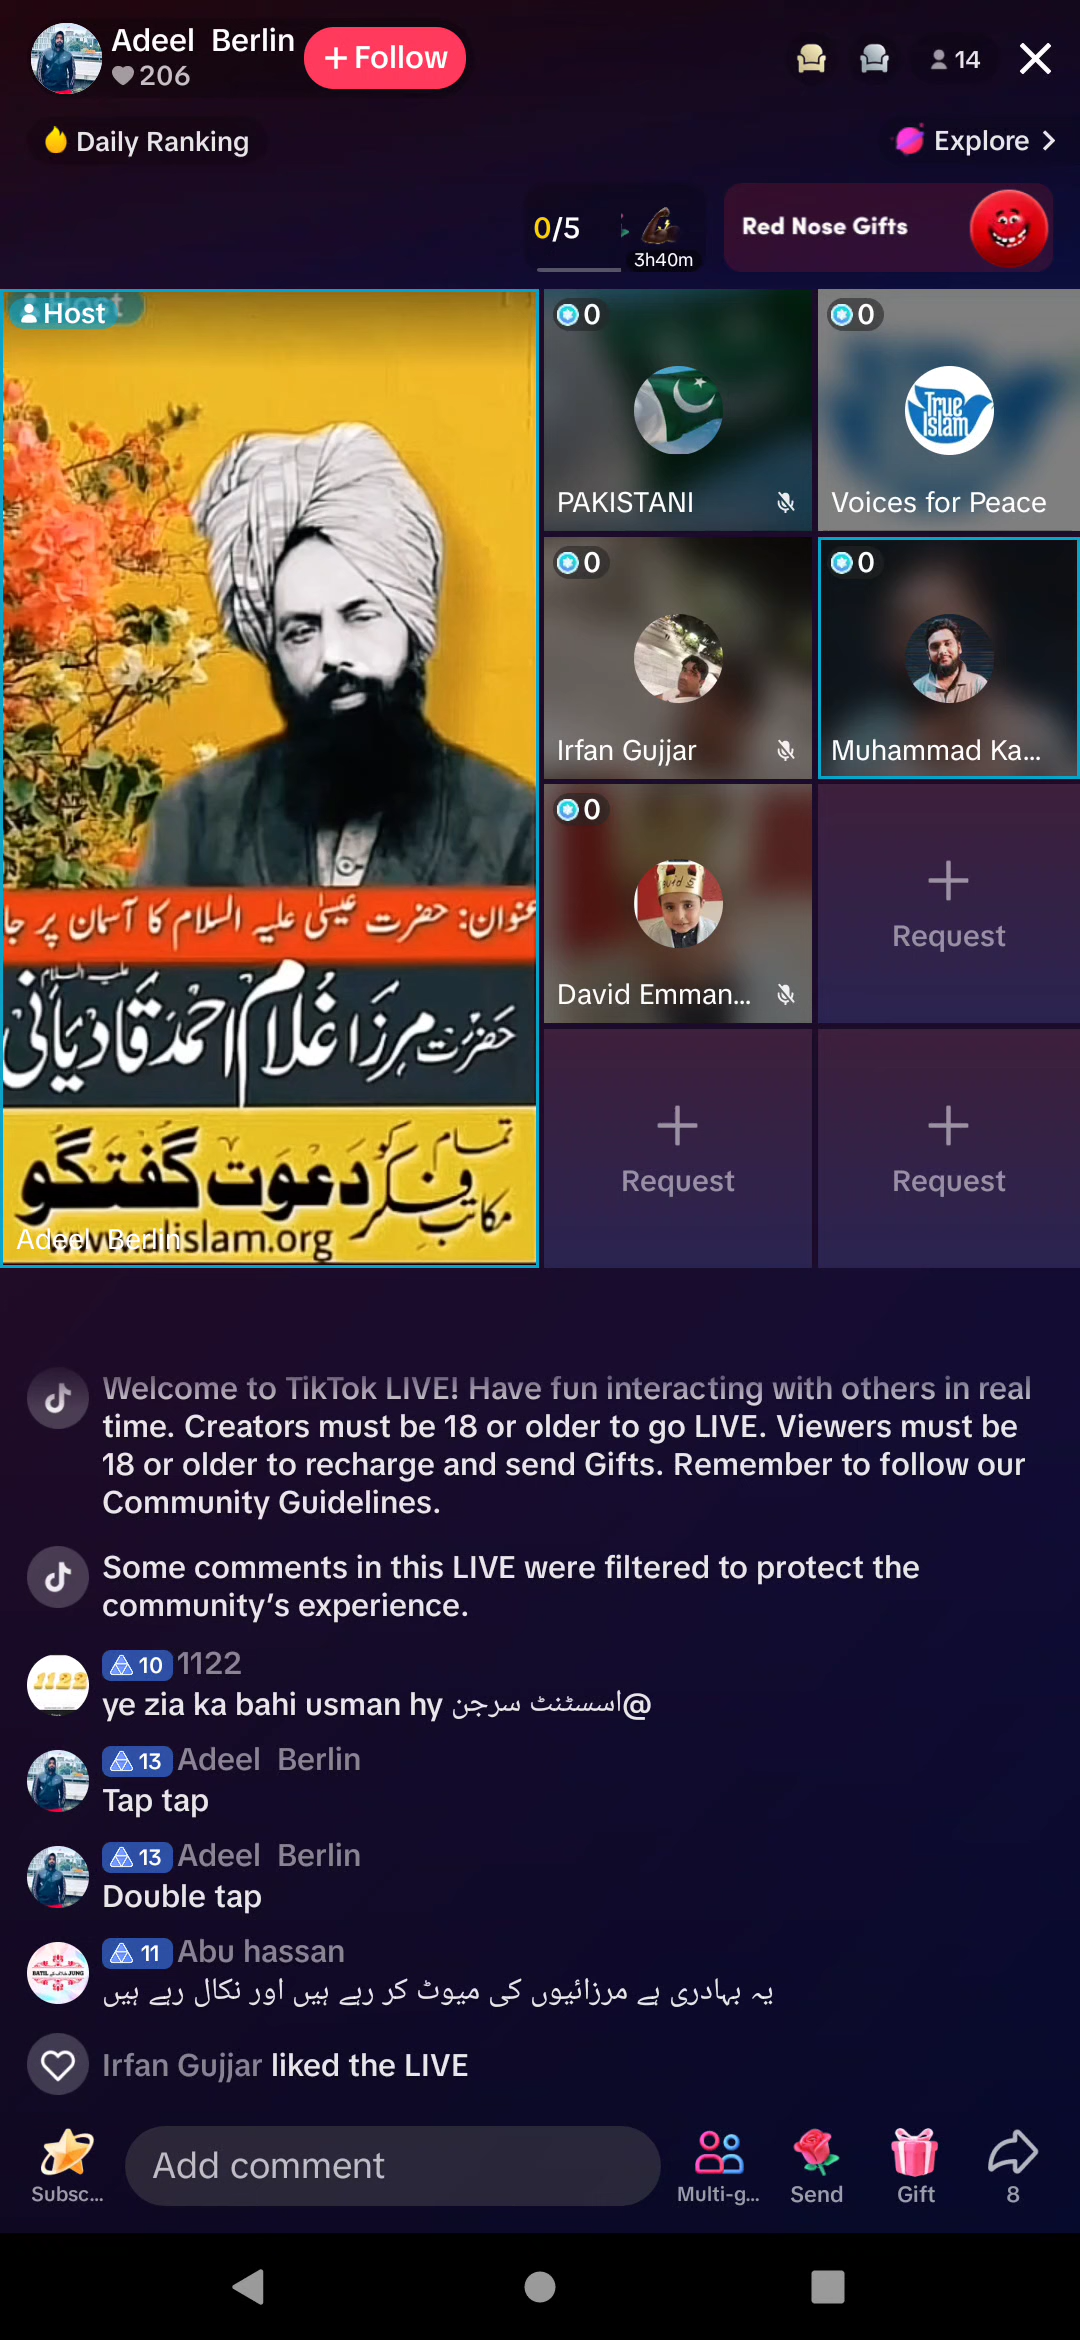 Adeel Berlin
206
+ Follow
14
Daily Ranking
Explore
0/5
3h40m
Red Nose Gifts
Host
0
PAKISTANI
0
True
Islam
Voices for Peace
0
Irfan Gujjar
0
Muhammad Ka...
0
David Emman...
Request
Request
Request
عنوان: حضرت عیسیٰ علیہ السلام کا آسمان پر جا
حضرت مرزا غلام احمد قادیانی علیہ السلام
تمام مکاتب فکر کو دعوت گفتگو
Adeel Berlin
Welcome to TikTok LIVE! Have fun interacting with others in real
time. Creators must be 18 or older to go LIVE. Viewers must be
18 or older to recharge and send Gifts. Remember to follow our
Community Guidelines.
Some comments in this LIVE were filtered to protect the
community's experience.
10 1122
ye zia ka bahi usman hy اسسٹنٹ سرجن@
13 Adeel Berlin
Tap tap
13 Adeel Berlin
Double tap
11 Abu hassan
یہ بہادری ہے مرزائیوں کی میوٹ کر رہے ہیں اور نکال رہے ہیں
Irfan Gujjar liked the LIVE
Subsc...
Add comment
Multi-g...
Send
Gift
8